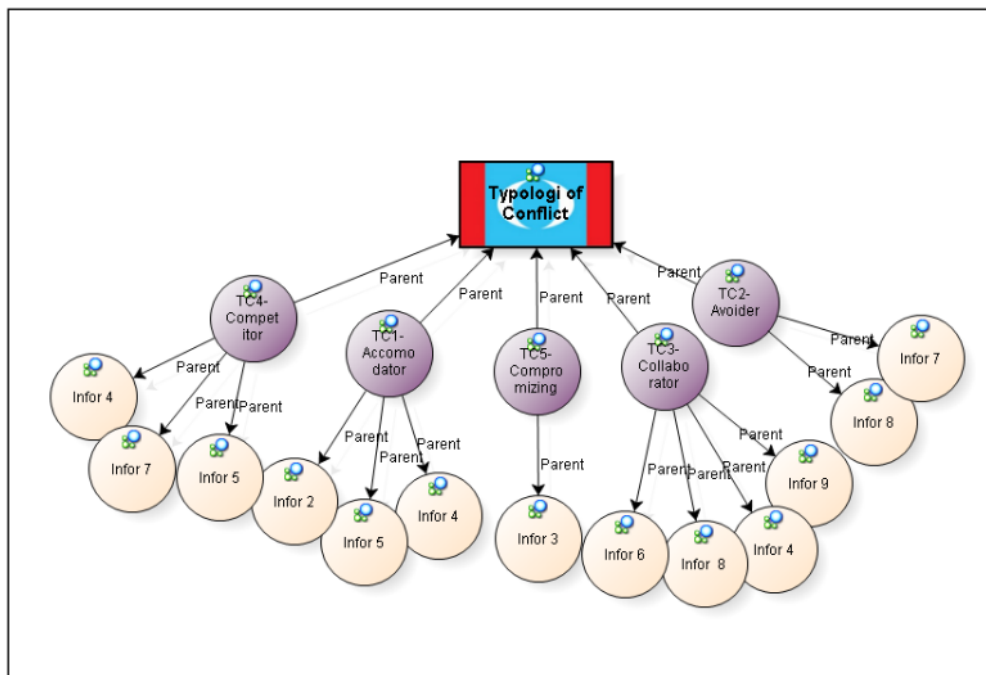 Typologi of
Conflict
Parent
Parent
Parent
Parent
Parent
TC4-
Compet
itor
TC1-
Accomo
dator
TC5-
Compro
mizing
TC3-
Collabo
rator
TC2-
Avoider
Parent
Parent
Parent
Parent
Parent
Parent
Parent
Parent
Parent
Parent
Parent
Parent
Parent
Infor 4
Infor 7
Infor 5
Infor 2
Infor 5
Infor 4
Infor 3
Infor 6
Infor 8
Infor 4
Infor 9
Infor 8
Infor 7